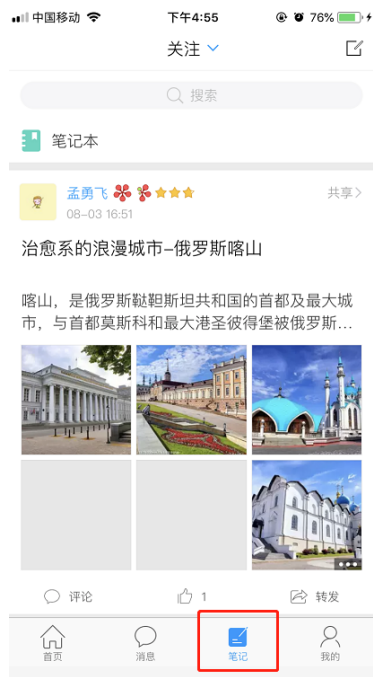 中国移动 下午4:55 76%
关注
搜索
笔记本
孟勇飞 共享
08-03 16:51
治愈系的浪漫城市-俄罗斯喀山
喀山，是俄罗斯鞑靼斯坦共和国的首都及最大城
市，与首都莫斯科和最大港圣彼得堡被俄罗斯...
评论 1 转发
首页 消息 笔记 我的